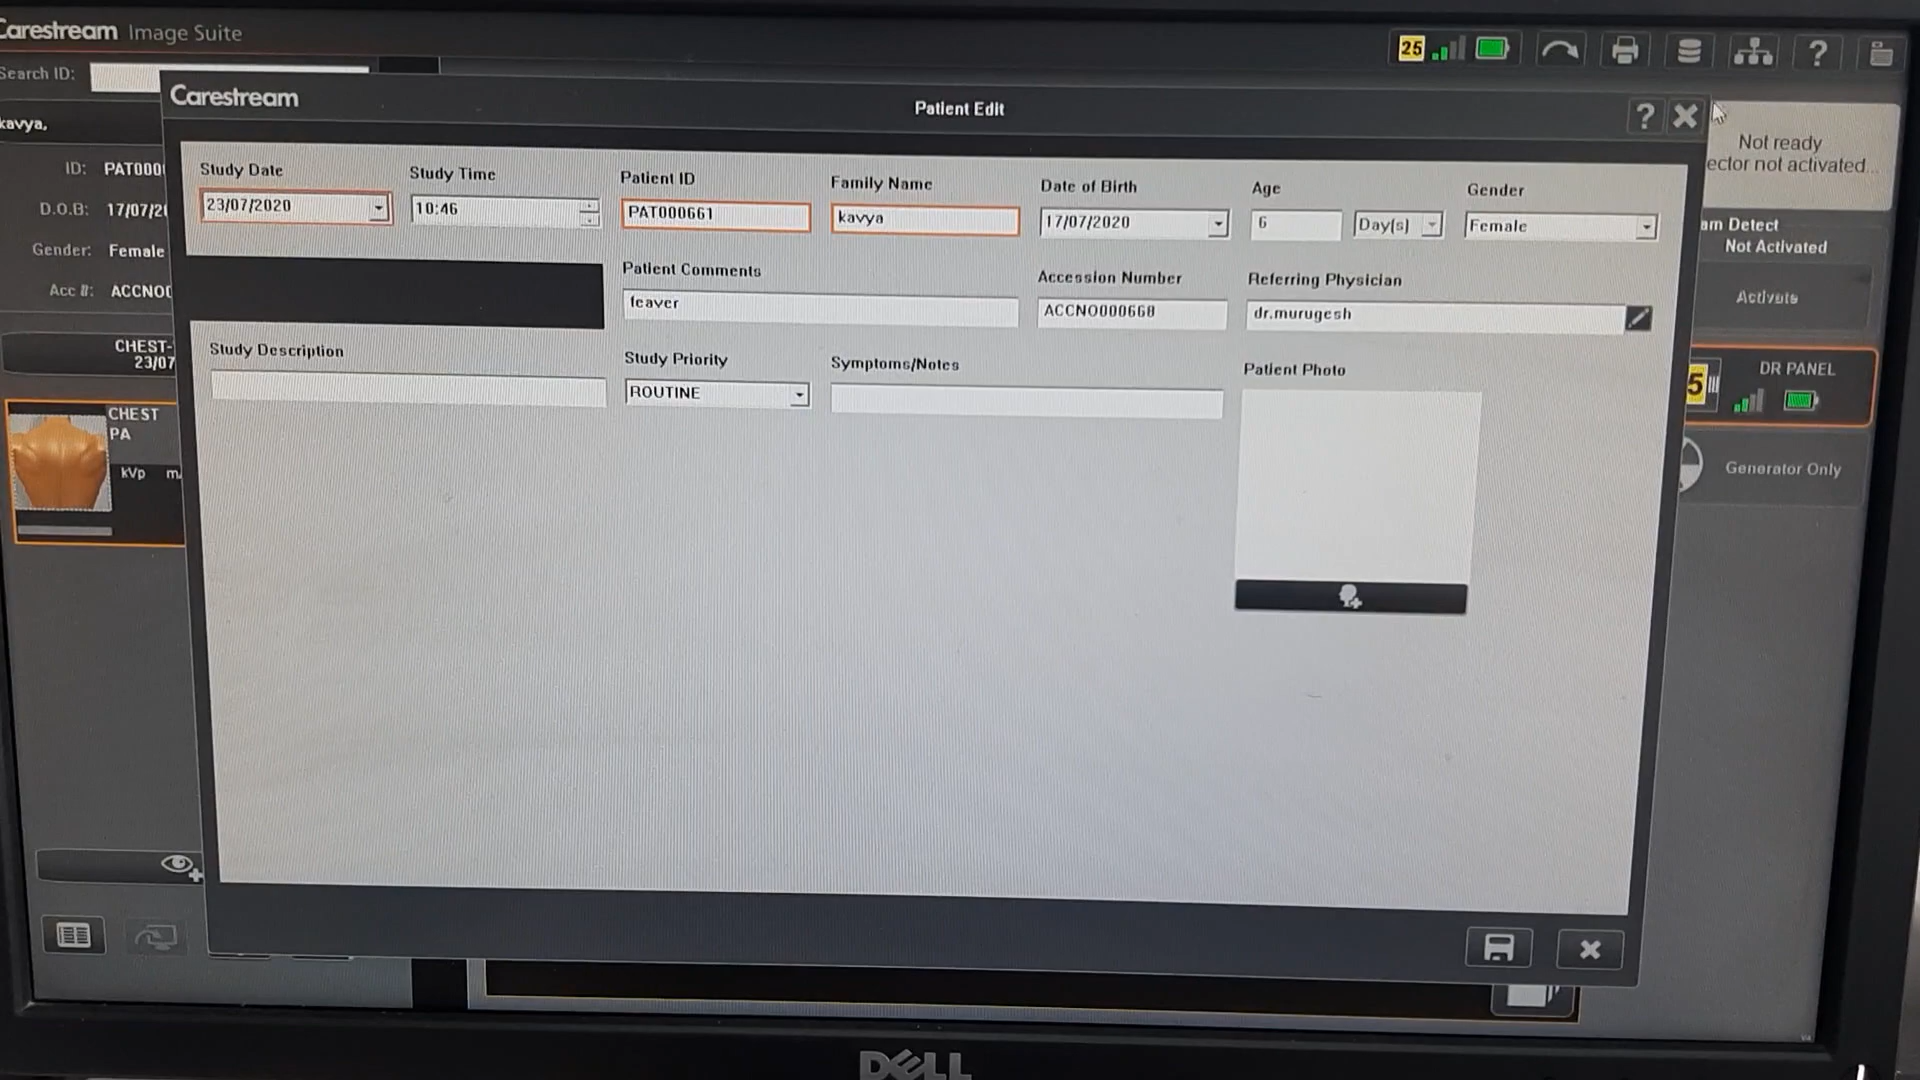 Carestream Image Suite
25
Search ID:
kavya,
ID: PAT000
D.O.B: 17/07/20
Gender: Female
Acc #: ACCNO
CHEST-
23/07
CHEST
PA
kVp
Carestream
Patient Edit
Study Date
Study Time
Patient ID
Family Name
Date of Birth
Age
Gender
23/07/2020
10:46
PAT000661
kavya
17/07/2020
6
Day(s)
Female
Patient Comments
Accession Number
Referring Physician
feaver
ACCNO000668
dr.murugesh
Study Description
Study Priority
Symptoms/Notes
Patient Photo
ROUTINE
Not ready
ector not activated...
am Detect
Not Activated
Activate
5
DR PANEL
Generator Only
DELL